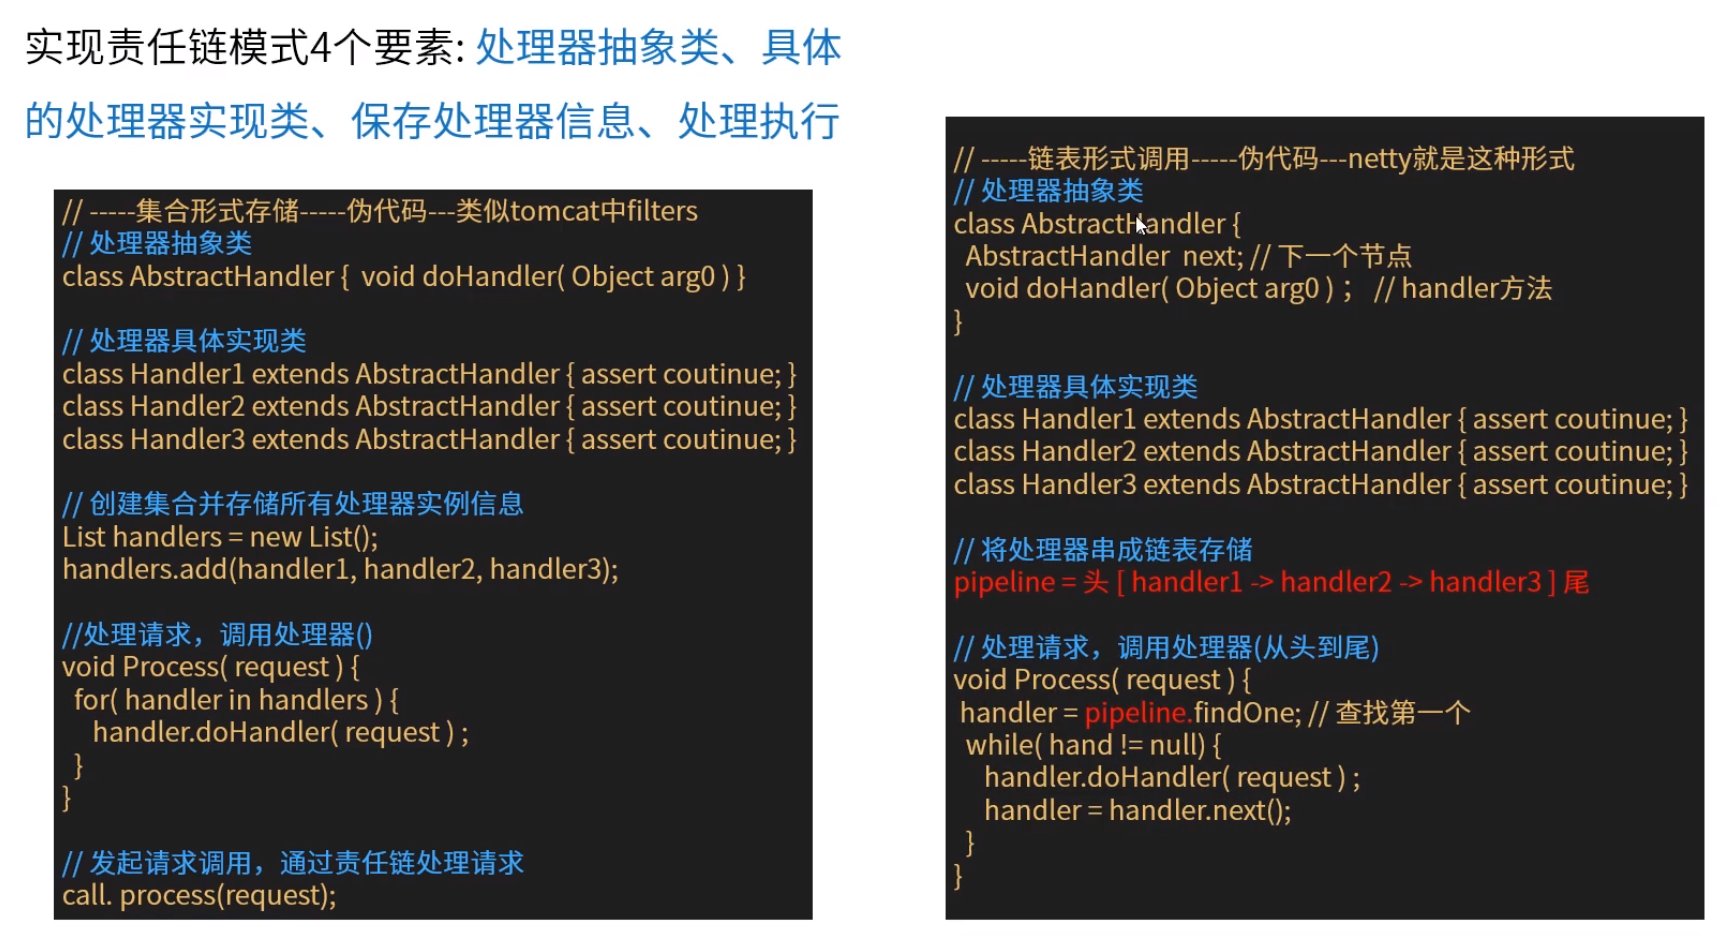 实现责任链模式4个要素: 处理器抽象类、具体
的处理器实现类、保存处理器信息、处理执行
// -----集合形式存储-----伪代码---类似tomcat中filters
// 处理器抽象类
class AbstractHandler { void doHandler( Object arg0 ) }
// 处理器具体实现类
class Handler1 extends AbstractHandler { assert coutinue; }
class Handler2 extends AbstractHandler { assert coutinue; }
class Handler3 extends AbstractHandler { assert coutinue; }
// 创建集合并存储所有处理器实例信息
List handlers = new List();
handlers.add(handler1, handler2, handler3);
//处理请求，调用处理器()
void Process( request ) {
for( handler in handlers ) {
handler.doHandler( request ) ;
}
}
// 发起请求调用，通过责任链处理请求
call. process(request);
// -----链表形式调用-----伪代码---netty就是这种形式
// 处理器抽象类
class AbstractHandler {
AbstractHandler next; // 下一个节点
void doHandler( Object arg0 ) ； // handler方法
}
// 处理器具体实现类
class Handler1 extends AbstractHandler { assert coutinue; }
class Handler2 extends AbstractHandler { assert coutinue; }
class Handler3 extends AbstractHandler { assert coutinue; }
// 将处理器串成链表存储
pipeline = 头 [ handler1 -> handler2 -> handler3 ] 尾
// 处理请求，调用处理器(从头到尾)
void Process( request ) {
handler = pipeline.findOne; // 查找第一个
while( hand != null) {
handler.doHandler( request ) ;
handler = handler.next();
}
}